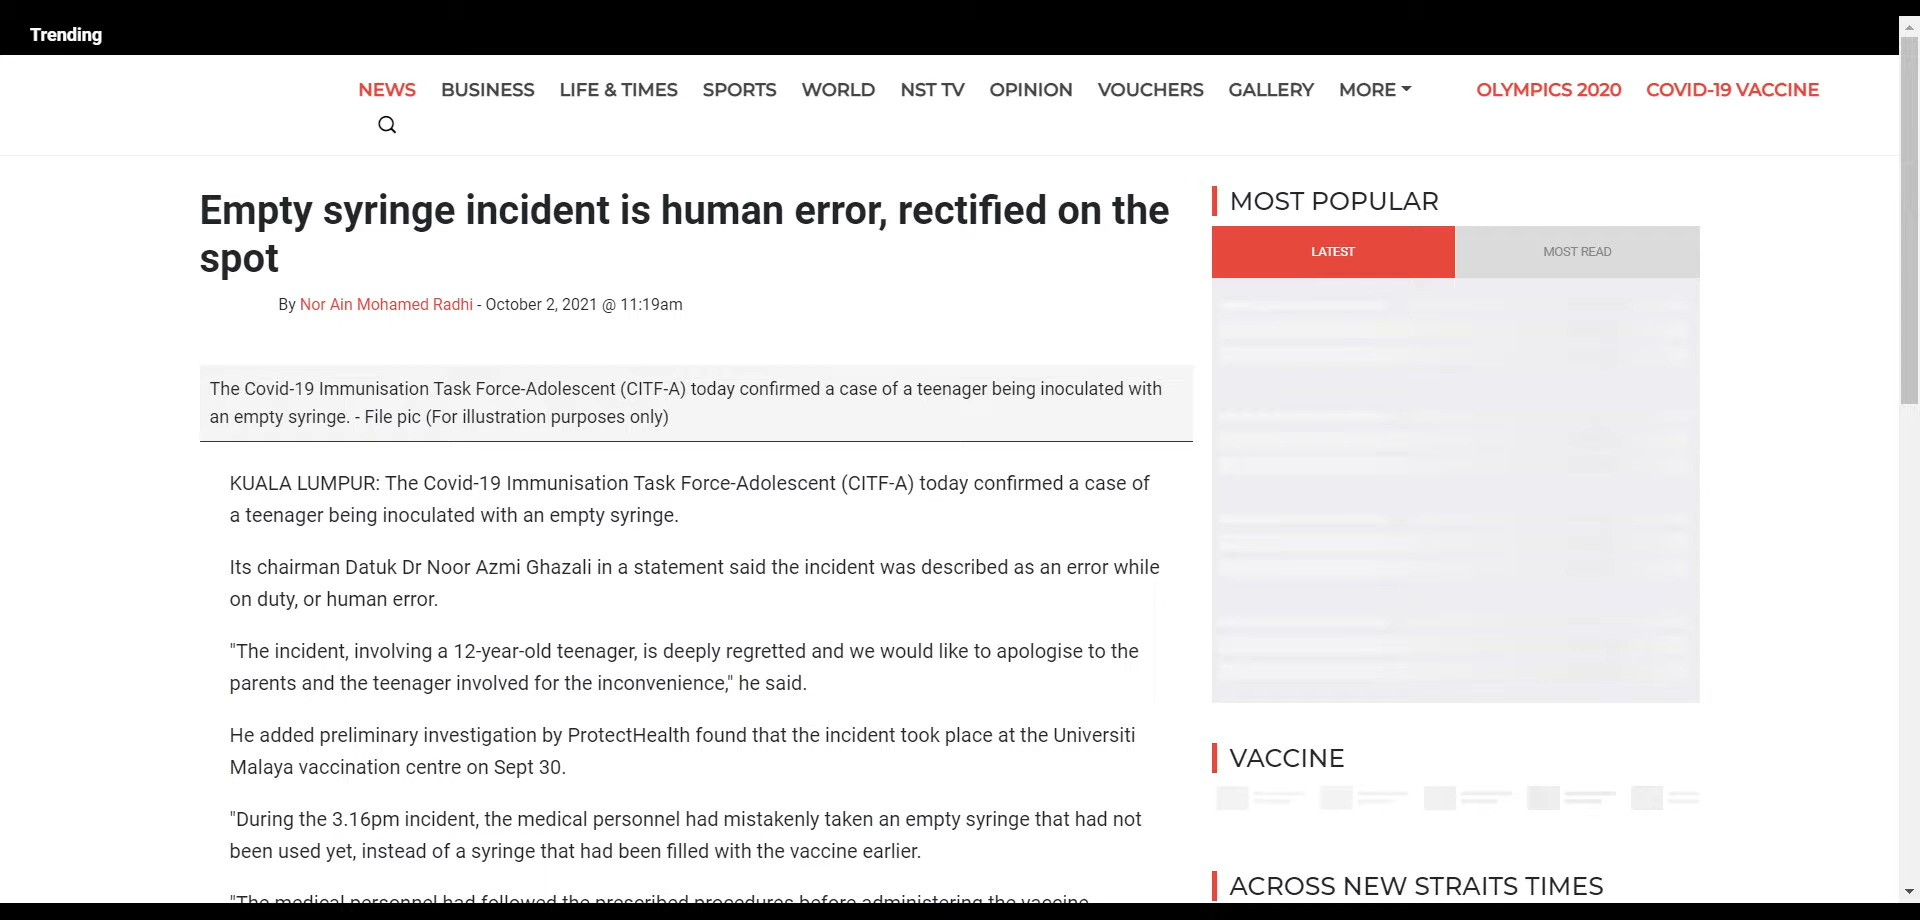 Trending
NEWS BUSINESS LIFE & TIMES SPORTS WORLD NST TV OPINION VOUCHERS GALLERY MORE OLYMPICS 2020 COVID-19 VACCINE
Empty syringe incident is human error, rectified on the
spot
By Nor Ain Mohamed Radhi - October 2, 2021 @ 11:19am
The Covid-19 Immunisation Task Force-Adolescent (CITF-A) today confirmed a case of a teenager being inoculated with
an empty syringe. - File pic (For illustration purposes only)
KUALA LUMPUR: The Covid-19 Immunisation Task Force-Adolescent (CITF-A) today confirmed a case of
a teenager being inoculated with an empty syringe.
Its chairman Datuk Dr Noor Azmi Ghazali in a statement said the incident was described as an error while
on duty, or human error.
"The incident, involving a 12-year-old teenager, is deeply regretted and we would like to apologise to the
parents and the teenager involved for the inconvenience," he said.
He added preliminary investigation by ProtectHealth found that the incident took place at the Universiti
Malaya vaccination centre on Sept 30.
"During the 3.16pm incident, the medical personnel had mistakenly taken an empty syringe that had not
been used yet, instead of a syringe that had been filled with the vaccine earlier.
"The medical personnel had followed the prescribed procedures before administering the vaccine
MOST POPULAR
LATEST MOST READ
VACCINE
ACROSS NEW STRAITS TIMES